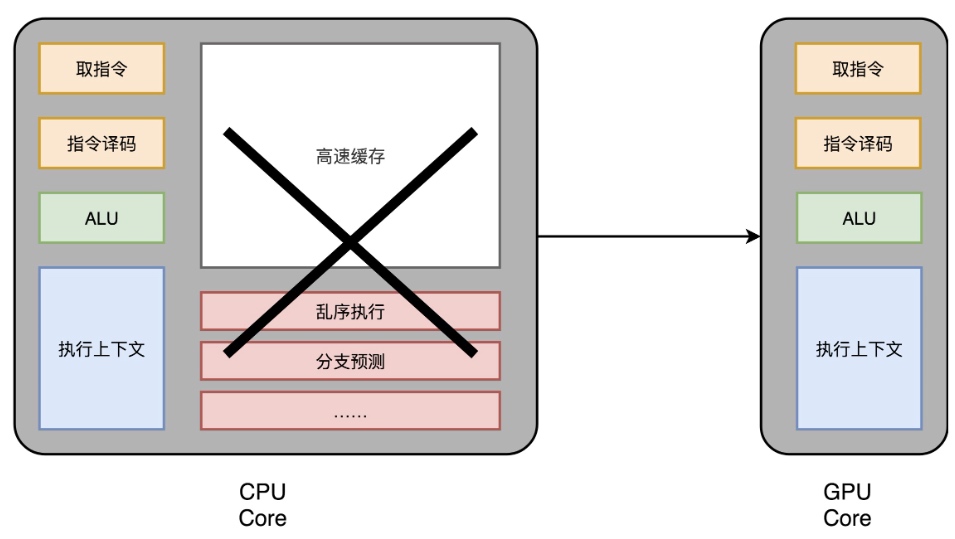 取指令
指令译码
ALU
执行上下文
高速缓存
乱序执行
分支预测
……
CPU
Core
取指令
指令译码
ALU
执行上下文
GPU
Core